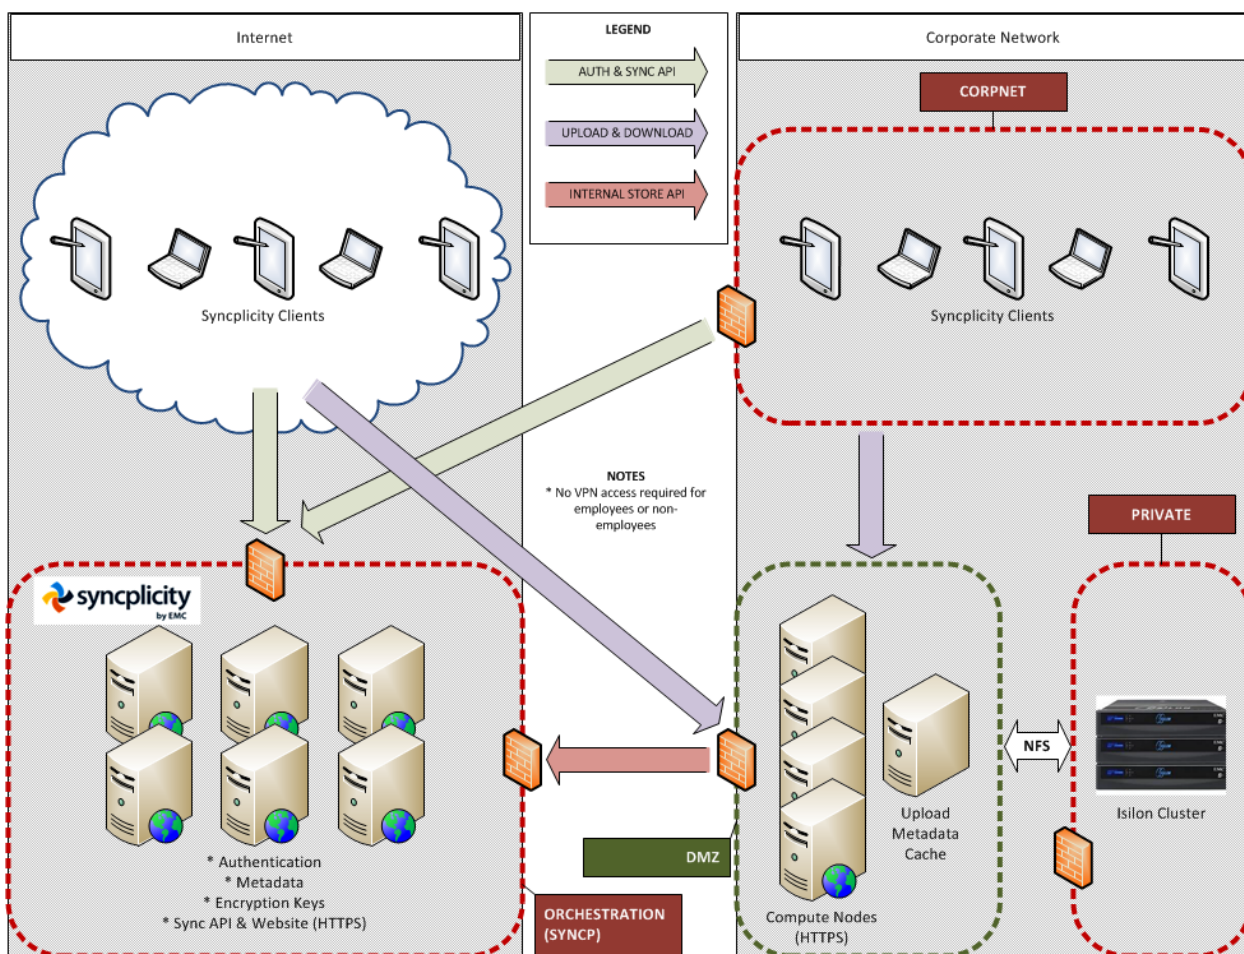 Internet
LEGEND
AUTH & SYNC API
UPLOAD & DOWNLOAD
INTERNAL STORE API
Corporate Network
CORPNET
Syncplicity Clients
Syncplicity Clients
NOTES
* No VPN access required for
employees or non-
employees
PRIVATE
syncplicity
by EMC
* Authentication
* Metadata
* Encryption Keys
* Sync API & Website (HTTPS)
ORCHESTRATION
(SYNCP)
DMZ
Compute Nodes
(HTTPS)
Upload
Metadata
Cache
NFS
Isilon Cluster